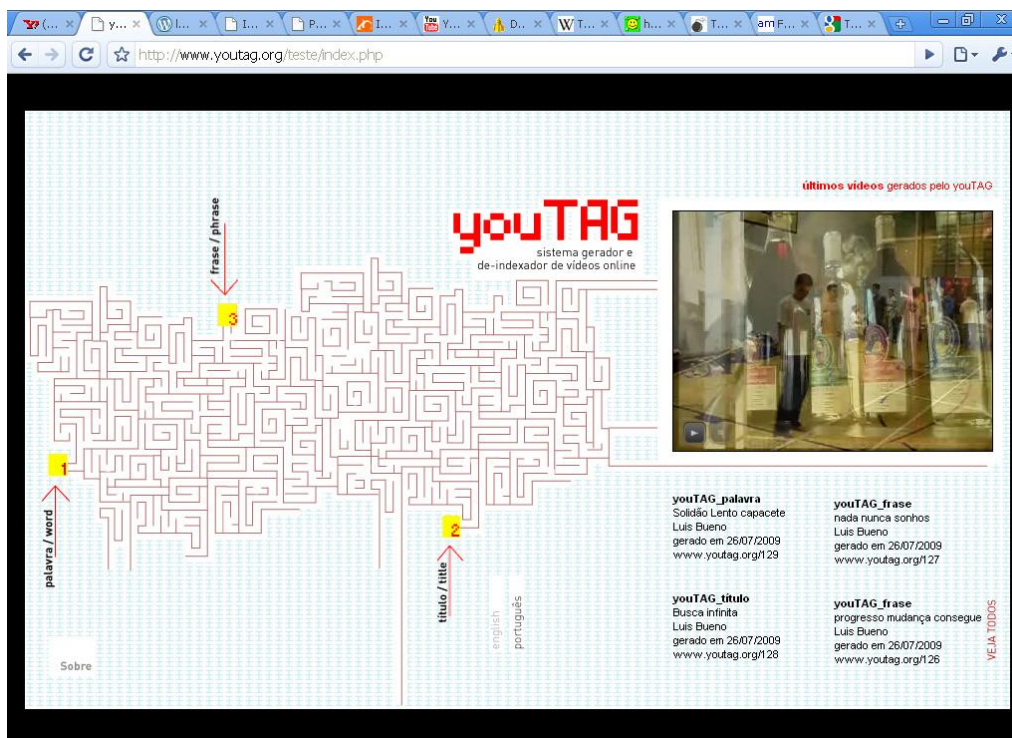 http://www.youtag.org/teste/index.php
últimos vídeos gerados pelo youTAG
frase / phrase
youTAG
sistema gerador e
de-indexador de vídeos online
3
1
palavra / word
2
título / title
english
português
Sobre
youTAG_palavra
Solidão Lento capacete
Luis Bueno
gerado em 26/07/2009
www.youtag.org/129
youTAG_frase
nada nunca sonhos
Luis Bueno
gerado em 26/07/2009
www.youtag.org/127
youTAG_título
Busca infinita
Luis Bueno
gerado em 26/07/2009
www.youtag.org/128
youTAG_frase
progresso mudança consegue
Luis Bueno
gerado em 26/07/2009
www.youtag.org/126
VEJA TODOS